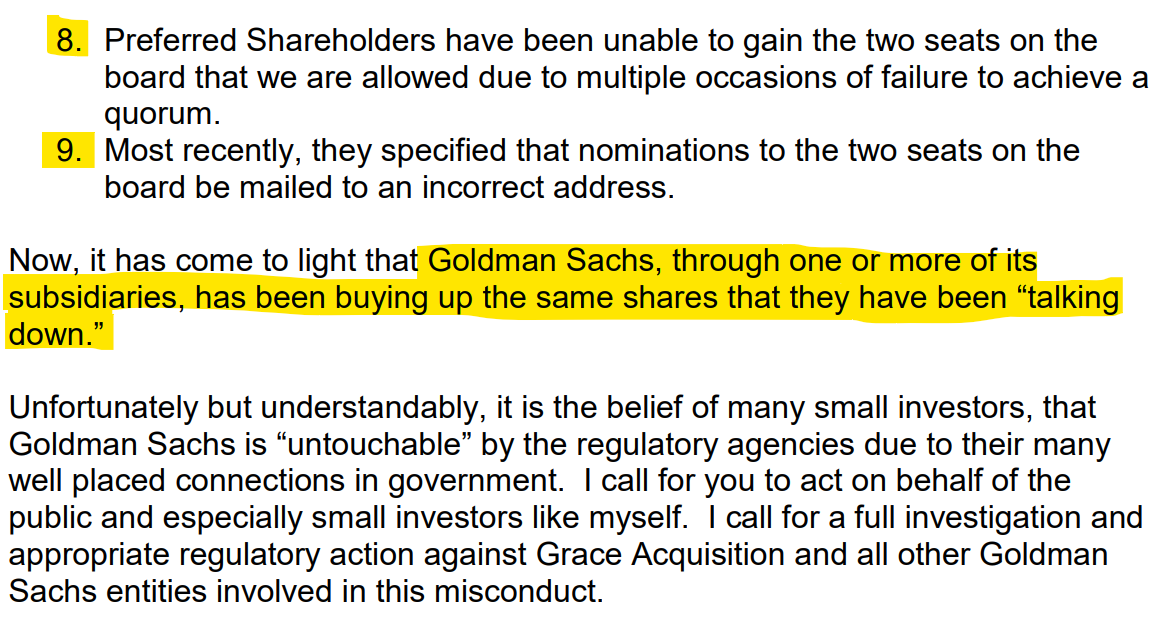 8. Preferred Shareholders have been unable to gain the two seats on the
board that we are allowed due to multiple occasions of failure to achieve a
quorum.
9. Most recently, they specified that nominations to the two seats on the
board be mailed to an incorrect address.
Now, it has come to light that Goldman Sachs, through one or more of its
subsidiaries, has been buying up the same shares that they have been “talking
down.”
Unfortunately but understandably, it is the belief of many small investors, that
Goldman Sachs is “untouchable” by the regulatory agencies due to their many
well placed connections in government.  I call for you to act on behalf of the
public and especially small investors like myself.  I call for a full investigation and
appropriate regulatory action against Grace Acquisition and all other Goldman
Sachs entities involved in this misconduct.